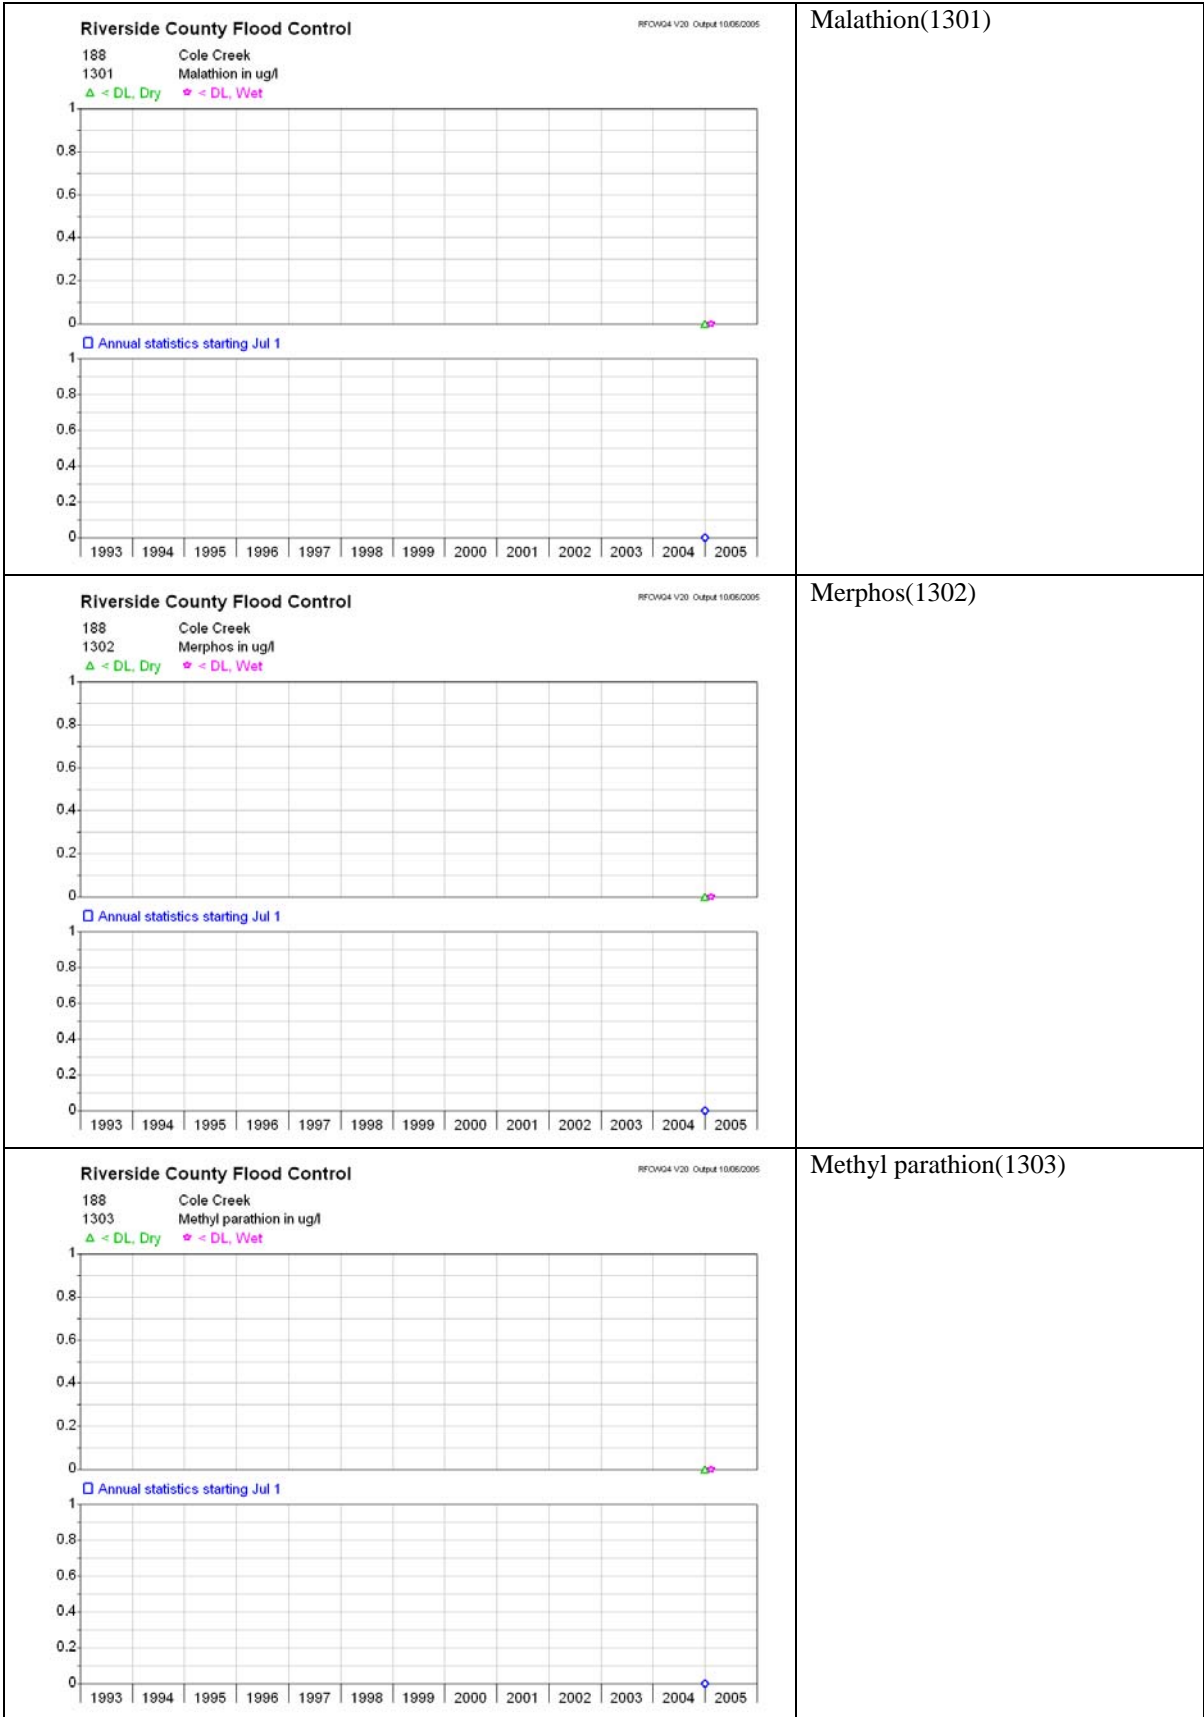 Riverside County Flood Control
RFCWQ4 V20 Output 10/06/2005
188 Cole Creek
1301 Malathion in ug/l
< DL, Dry < DL, Wet
1
0.8
0.6
0.4
0.2
0
Annual statistics starting Jul 1
1
0.8
0.6
0.4
0.2
0
1993 1994 1995 1996 1997 1998 1999 2000 2001 2002 2003 2004 2005
Malathion(1301)
Riverside County Flood Control
RFCWQ4 V20 Output 10/06/2005
188 Cole Creek
1302 Merphos in ug/l
< DL, Dry < DL, Wet
1
0.8
0.6
0.4
0.2
0
Annual statistics starting Jul 1
1
0.8
0.6
0.4
0.2
0
1993 1994 1995 1996 1997 1998 1999 2000 2001 2002 2003 2004 2005
Merphos(1302)
Riverside County Flood Control
RFCWQ4 V20 Output 10/06/2005
188 Cole Creek
1303 Methyl parathion in ug/l
< DL, Dry < DL, Wet
1
0.8
0.6
0.4
0.2
0
Annual statistics starting Jul 1
1
0.8
0.6
0.4
0.2
0
1993 1994 1995 1996 1997 1998 1999 2000 2001 2002 2003 2004 2005
Methyl parathion(1303)